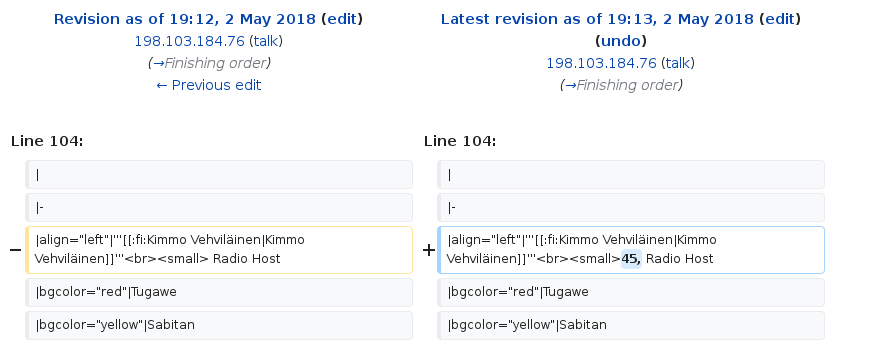 Revision as of 19:12, 2 May 2018 (edit)
198.103.184.76 (talk)
(→Finishing order)
← Previous edit
Latest revision as of 19:13, 2 May 2018 (edit)
(undo)
198.103.184.76 (talk)
(→Finishing order)
Line 104:
Line 104:
|
|
|-
|-
− |align="left"|'''[[:fi:Kimmo Vehviläinen|Kimmo
Vehviläinen]]'''<br><small> Radio Host
+ |align="left"|'''[[:fi:Kimmo Vehviläinen|Kimmo
Vehviläinen]]'''<br><small>45, Radio Host
|bgcolor="red"|Tugawe
|bgcolor="red"|Tugawe
|bgcolor="yellow"|Sabitan
|bgcolor="yellow"|Sabitan